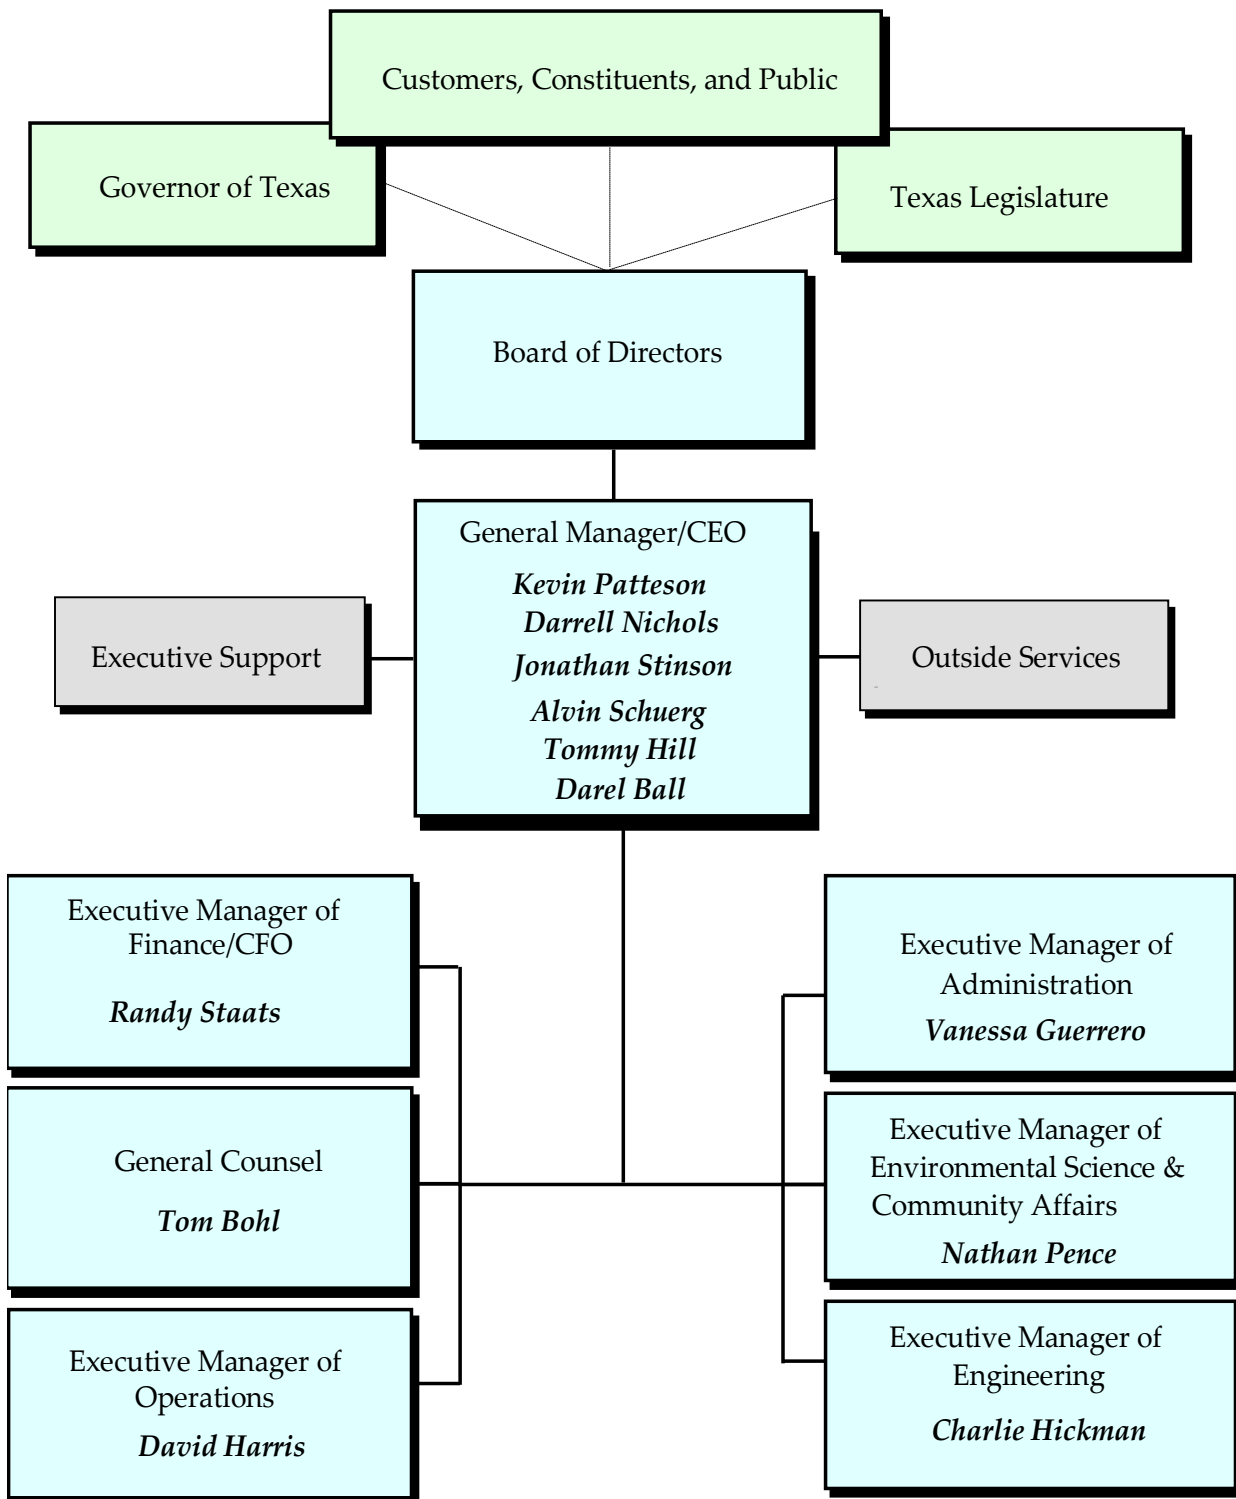 Customers, Constituents, and Public
Governor of Texas
Texas Legislature
Board of Directors
General Manager/CEO
Kevin Patteson
Darrell Nichols
Jonathan Stinson
Alvin Schuerg
Tommy Hill
Darel Ball
Executive Support
Outside Services
Executive Manager of
Finance/CFO
Randy Staats
Executive Manager of
Administration
Vanessa Guerrero
General Counsel
Tom Bohl
Executive Manager of
Environmental Science &
Community Affairs
Nathan Pence
Executive Manager of
Operations
David Harris
Executive Manager of
Engineering
Charlie Hickman